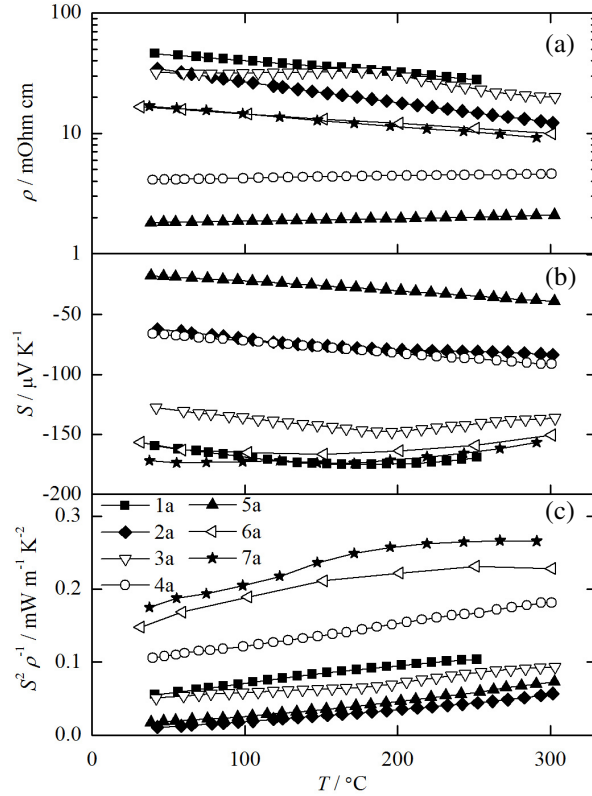 100
(a)
10
ρ / mOhm cm
1
(b)
-50
-100
-150
-200
S / μV K⁻¹
1a 5a (c)
2a 6a
3a 7a
4a
0.3
0.2
0.1
0.0
S² ρ⁻¹ / mW m⁻¹ K⁻²
0 100 200 300
T / °C